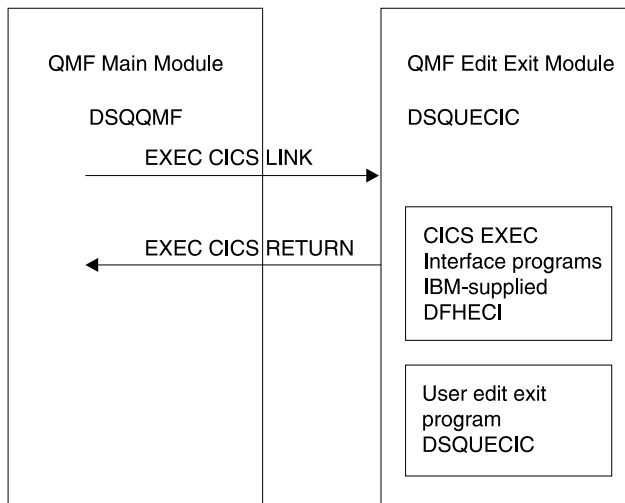 QMF Main Module
DSQQMF
QMF Edit Exit Module
DSQUECIC
EXEC CICS LINK
EXEC CICS RETURN
CICS EXEC
Interface programs
IBM-supplied
DFHECI
User edit exit
program
DSQUECIC